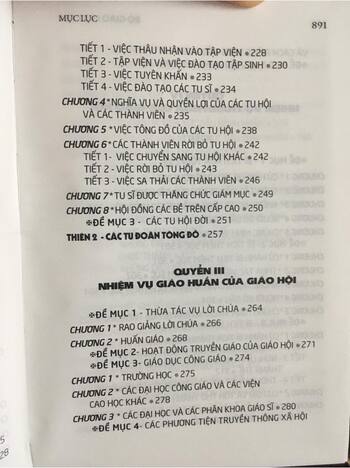 MỤC LỤC 891
TIẾT 1 - VIỆC THÂU NHẬN VÀO TẬP VIỆN ● 228
TIẾT 2 - TẬP VIỆN VÀ VIỆC ĐÀO TẠO TẬP SINH ● 230
TIẾT 3 - VIỆC TUYÊN KHẤN ● 233
TIẾT 4 - VIỆC ĐÀO TẠO CÁC TU SĨ ● 234
CHƯƠNG 4 * NGHĨA VỤ VÀ QUYỀN LỢI CỦA CÁC TU HỘI
VÀ CÁC THÀNH VIÊN ● 235
CHƯƠNG 5 * VIỆC TÔNG ĐỒ CỦA CÁC TU HỘI ● 238
CHƯƠNG 6 * CÁC THÀNH VIÊN RỜI BỎ TU HỘI ● 242
TIẾT 1- VIỆC CHUYỂN SANG TU HỘI KHÁC ● 242
TIẾT 2 - VIỆC RỜI BỎ TU HỘI ● 243
TIẾT 3 - VIỆC SA THẢI CÁC THÀNH VIÊN ● 246
CHƯƠNG 7 * TU SĨ ĐƯỢC THĂNG CHỨC GIÁM MỤC ● 249
CHƯƠNG 8 * HỘI ĐỒNG CÁC BỀ TRÊN CẤP CAO ● 250
❉ĐỀ MỤC 3 - CÁC TU HỘI ĐỜI ● 251
THIÊN 2 - CÁC TU ĐOÀN TÔNG ĐỒ ● 257
QUYỂN III
NHIỆM VỤ GIÁO HUẤN CỦA GIÁO HỘI
❉ĐỀ MỤC 1 - THỪA TÁC VỤ LỜI CHÚA ● 264
CHƯƠNG 1 * RAO GIẢNG LỜI CHÚA ● 266
CHƯƠNG 2 * HUẤN GIÁO ● 268
❉ĐỀ MỤC 2- HOẠT ĐỘNG TRUYỀN GIÁO CỦA GIÁO HỘI ● 271
❉ĐỀ MỤC 3- GIÁO DỤC CÔNG GIÁO ● 274
CHƯƠNG 1 * TRƯỜNG HỌC ● 275
CHƯƠNG 2 * CÁC ĐẠI HỌC CÔNG GIÁO VÀ CÁC VIỆN
CAO HỌC KHÁC ● 278
CHƯƠNG 3 * CÁC ĐẠI HỌC VÀ CÁC PHÂN KHOA GIÁO SĨ ● 280
❉ĐỀ MỤC 4- CÁC PHƯƠNG TIỆN TRUYỀN THÔNG XÃ HỘI
5
28